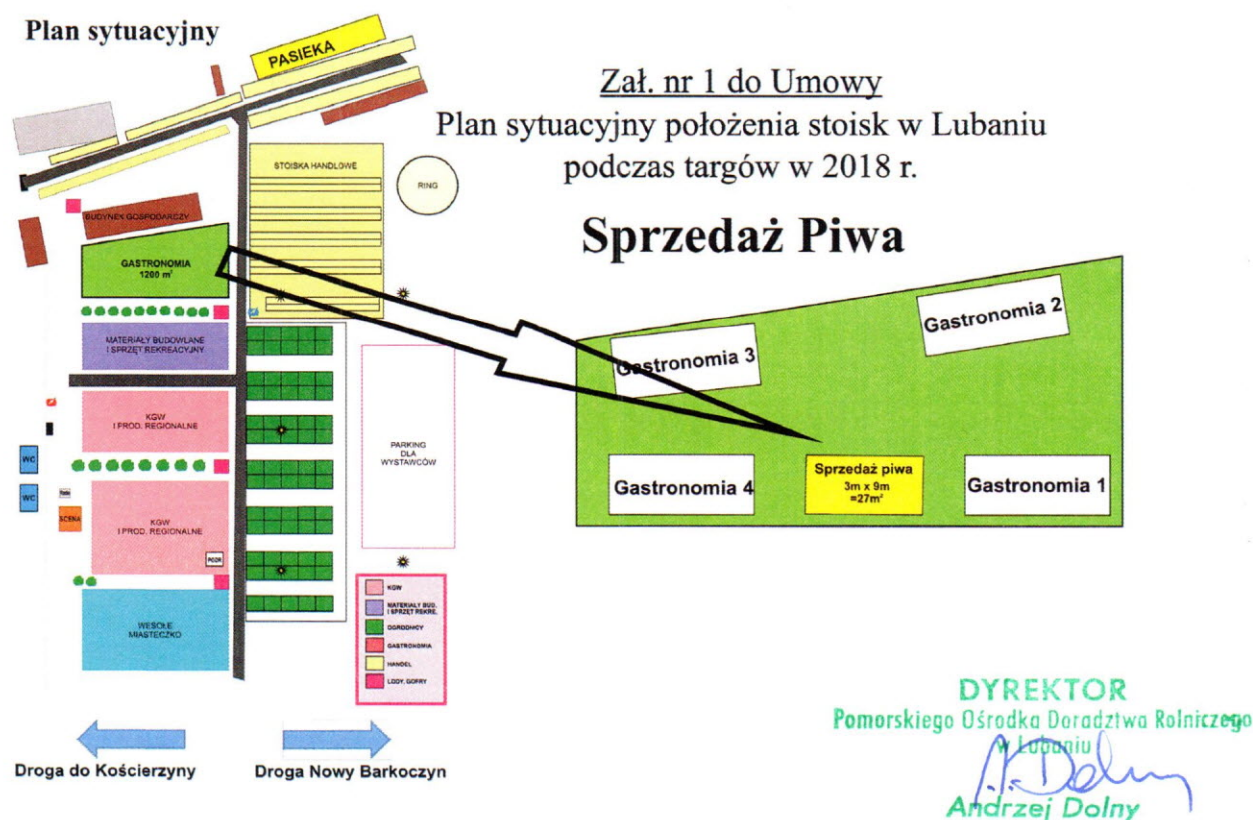 Plan sytuacyjny
PASIEKA
Zał. nr 1 do Umowy
Plan sytuacyjny położenia stoisk w Lubaniu
podczas targów w 2018 r.
Sprzedaż Piwa
STOISKA HANDLOWE
RING
BUDYNEK GOSPODARCZY
GASTRONOMIA
1200 m²
MATERIAŁY BUDOWLANE
I SPRZĘT REKREACYJNY
KGW
I PROD. REGIONALNE
WC
WC
SCENA
KGW
I PROD. REGIONALNE
PODR
WESOŁE
MIASTECZKO
PARKING
DLA
WYSTAWCÓW
KGW
MATERIAŁY BUD.
I SPRZĘT REKRE.
OGRODNICY
GASTRONOMIA
HANDEL
LODY, GOFRY
Gastronomia 2
Gastronomia 3
Gastronomia 4
Sprzedaż piwa
3m x 9m
=27m²
Gastronomia 1
Droga do Kościerzyny
Droga Nowy Barkoczyn
DYREKTOR
Pomorskiego Ośrodka Doradztwa Rolniczego
w Lubaniu
Andrzej Dolny